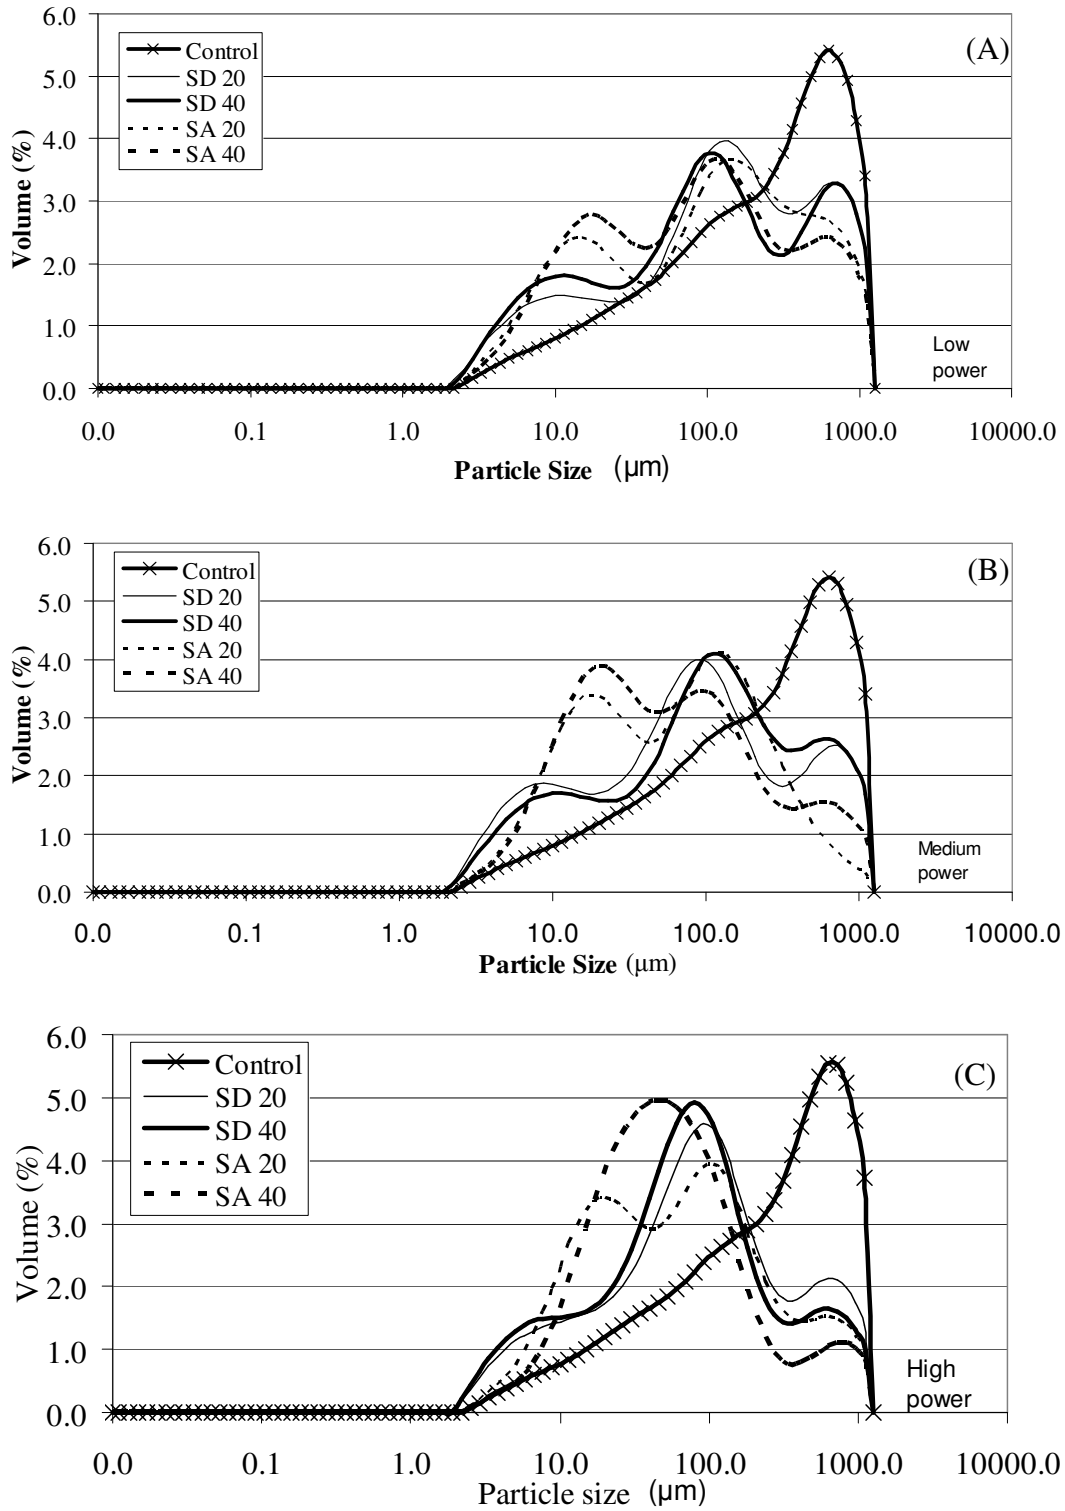 6.0
5.0
4.0
3.0
2.0
1.0
0.0
Volume (%)
Control
SD 20
SD 40
SA 20
SA 40
(A)
Low
power
0.0 0.1 1.0 10.0 100.0 1000.0 10000.0
Particle Size (µm)
6.0
5.0
4.0
3.0
2.0
1.0
0.0
Volume (%)
Control
SD 20
SD 40
SA 20
SA 40
(B)
Medium
power
0.0 0.1 1.0 10.0 100.0 1000.0 10000.0
Particle Size (µm)
6.0
5.0
4.0
3.0
2.0
1.0
0.0
Volume (%)
Control
SD 20
SD 40
SA 20
SA 40
(C)
High
power
0.0 0.1 1.0 10.0 100.0 1000.0 10000.0
Particle size (µm)